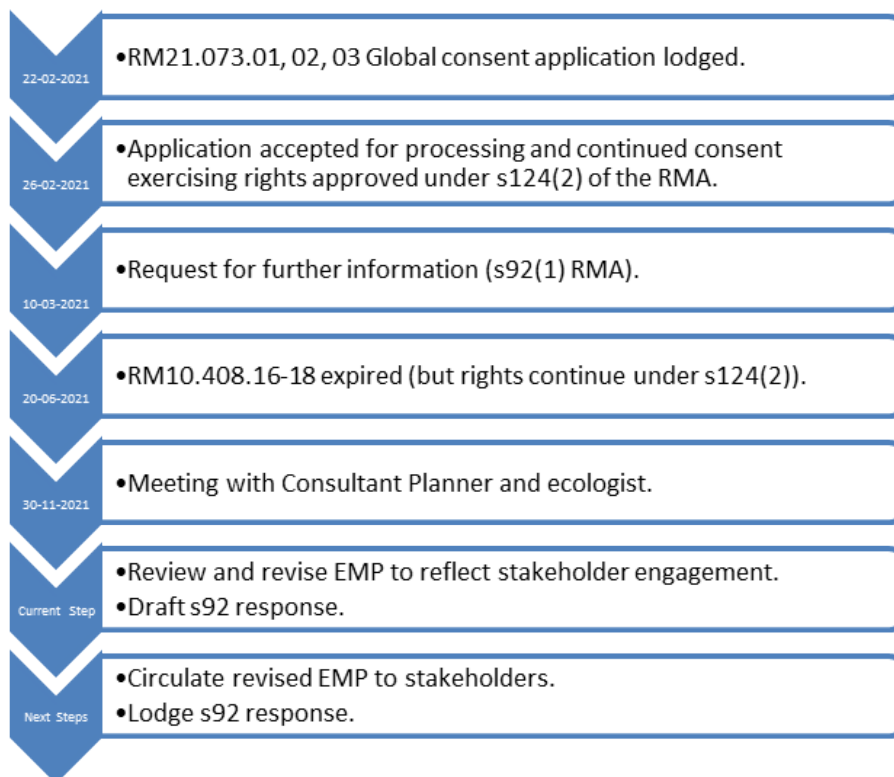 22-02-2021
•RM21.073.01, 02, 03 Global consent application lodged.
26-02-2021
•Application accepted for processing and continued consent
exercising rights approved under s124(2) of the RMA.
10-03-2021
•Request for further information (s92(1) RMA).
20-06-2021
•RM10.408.16-18 expired (but rights continue under s124(2)).
30-11-2021
•Meeting with Consultant Planner and ecologist.
Current Step
•Review and revise EMP to reflect stakeholder engagement.
•Draft s92 response.
Next Steps
•Circulate revised EMP to stakeholders.
•Lodge s92 response.